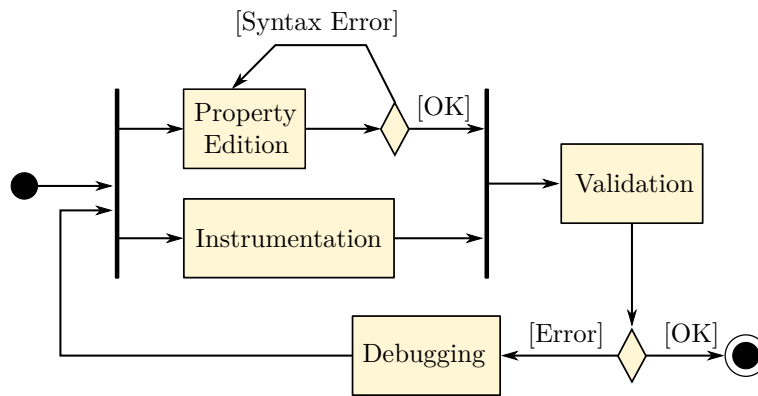 [Syntax Error]
Property
Edition
[OK]
Validation
Instrumentation
Debugging
[Error]
[OK]